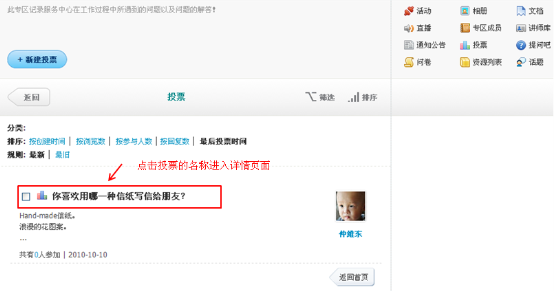 此专区记录服务中心在工作过程中所遇到的问题以及问题的解答!
+ 新建投票
返回
投票
筛选
排序
分类:
排序: 按创建时间 | 按浏览数 | 按参与人数 | 按回复数 | 最后投票时间
规则: 最新 | 最旧
点击投票的名称进入详情页面
你喜欢用哪一种信纸写信给朋友?
Hand-made信纸。
浪漫的花图案。
...
共有0人参加 | 2010-10-10
仲维东
返回首页
活动 相册 文档
直播 专区成员 讲师库
通知公告 投票 提问吧
问卷 资源列表 话题